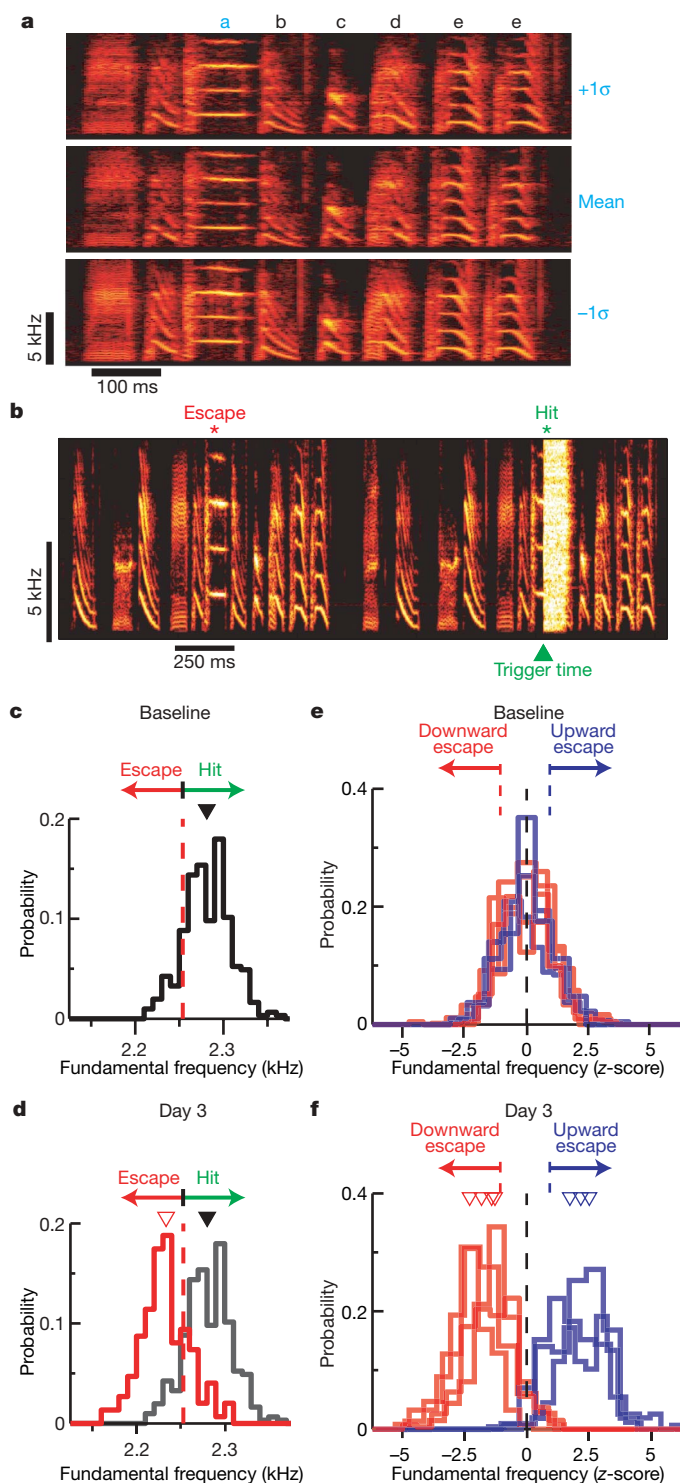 a
a b c d e e
+1σ
Mean
−1σ
5 kHz
100 ms
b
Escape
*
Hit
*
5 kHz
250 ms
Trigger time
c
Baseline
Escape
Hit
0.2
0.1
0
Probability
2.2
2.3
Fundamental frequency (kHz)
e
Baseline
Downward
escape
Upward
escape
0.4
0.2
0
Probability
−5
−2.5
0
2.5
5
Fundamental frequency (z-score)
d
Day 3
Escape
Hit
0.2
0.1
0
Probability
2.2
2.3
Fundamental frequency (kHz)
f
Day 3
Downward
escape
Upward
escape
0.4
0.2
0
Probability
−5
−2.5
0
2.5
5
Fundamental frequency (z-score)